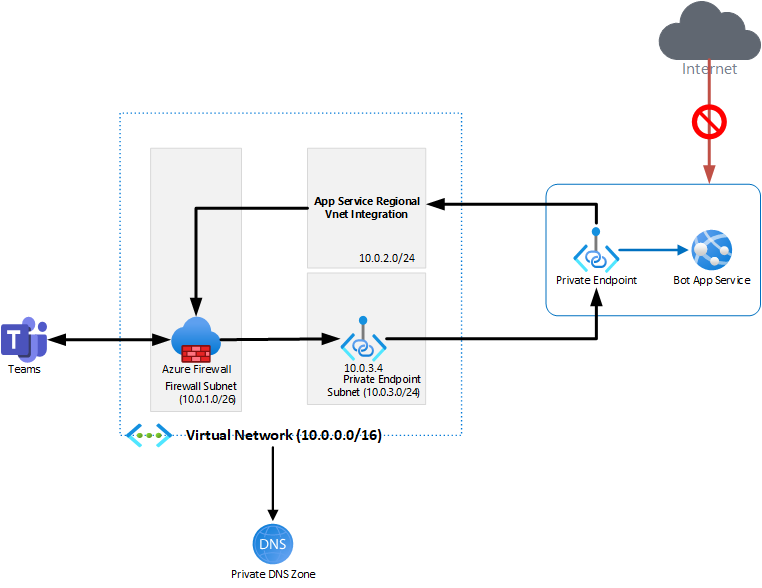 Internet
App Service Regional
Vnet Integration
10.0.2.0/24
Private Endpoint
Bot App Service
T
Teams
Azure Firewall
Firewall Subnet
(10.0.1.0/26)
10.0.3.4
Private Endpoint
Subnet (10.0.3.0/24)
Virtual Network (10.0.0.0/16)
DNS
Private DNS Zone